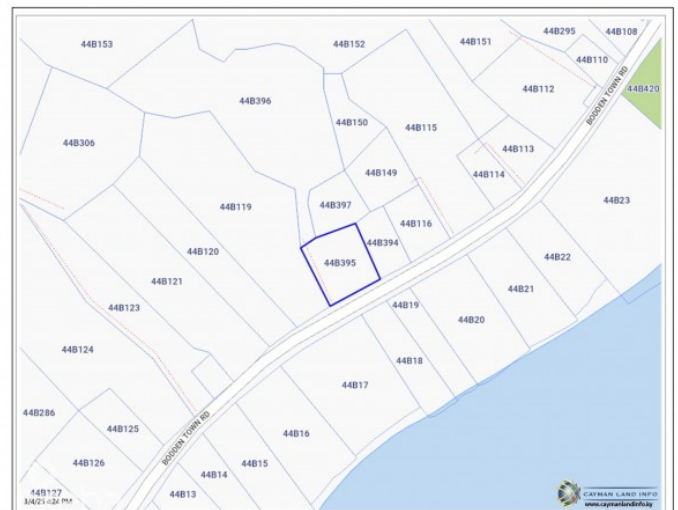 44B153
44B152
44B151
44B295
44B108
44B110
44B112
44B420
44B396
44B150
44B115
44B306
44B113
44B149
44B114
44B119
44B397
44B116
44B23
44B394
44B120
44B395
44B22
44B121
44B21
44B123
44B19
44B20
44B124
44B18
44B17
44B286
44B125
44B16
44B126
44B15
44B14
44B127
44B13
BODDEN TOWN RD
BODDEN TOWN RD
CAYMAN LAND INFO
www.caymanlandinfo.ky